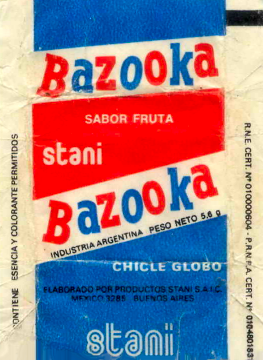 Bazooka
SABOR FRUTA
stani
Bazooka
INDUSTRIA ARGENTINA PESO NETO 5,6 g
CHICLE GLOBO
ELABORADO POR PRODUCTOS STANI S.A.I.C.
MEXICO 3285 BUENOS AIRES
stani
CONTIENE ESENCIA Y COLORANTE PERMITIDOS
R.N.E. CERT. Nº 010000604 - R.N.P.A. CERT. Nº